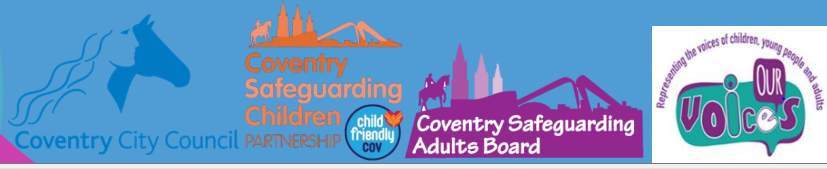 Coventry City Council
Coventry
Safeguarding
Children
PARTNERSHIP
child
friendly
COV
Coventry Safeguarding
Adults Board
Representing the voices of children, young people and adults
OUR
VOICES